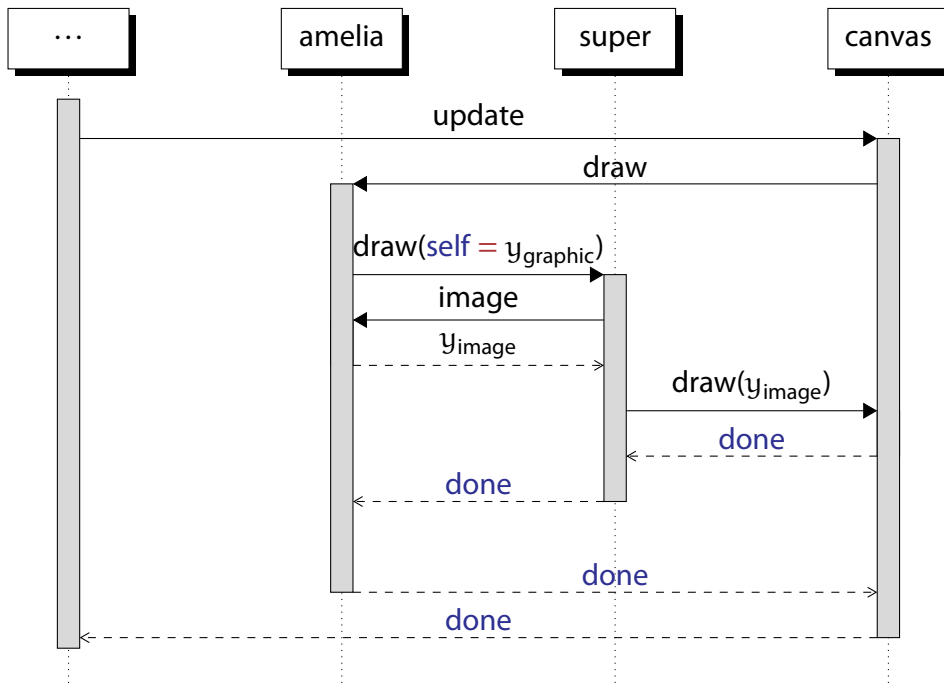 ⋯ amelia super canvas
update
draw
draw(self = y_graphic)
image
y_image
draw(y_image)
done
done
done
done